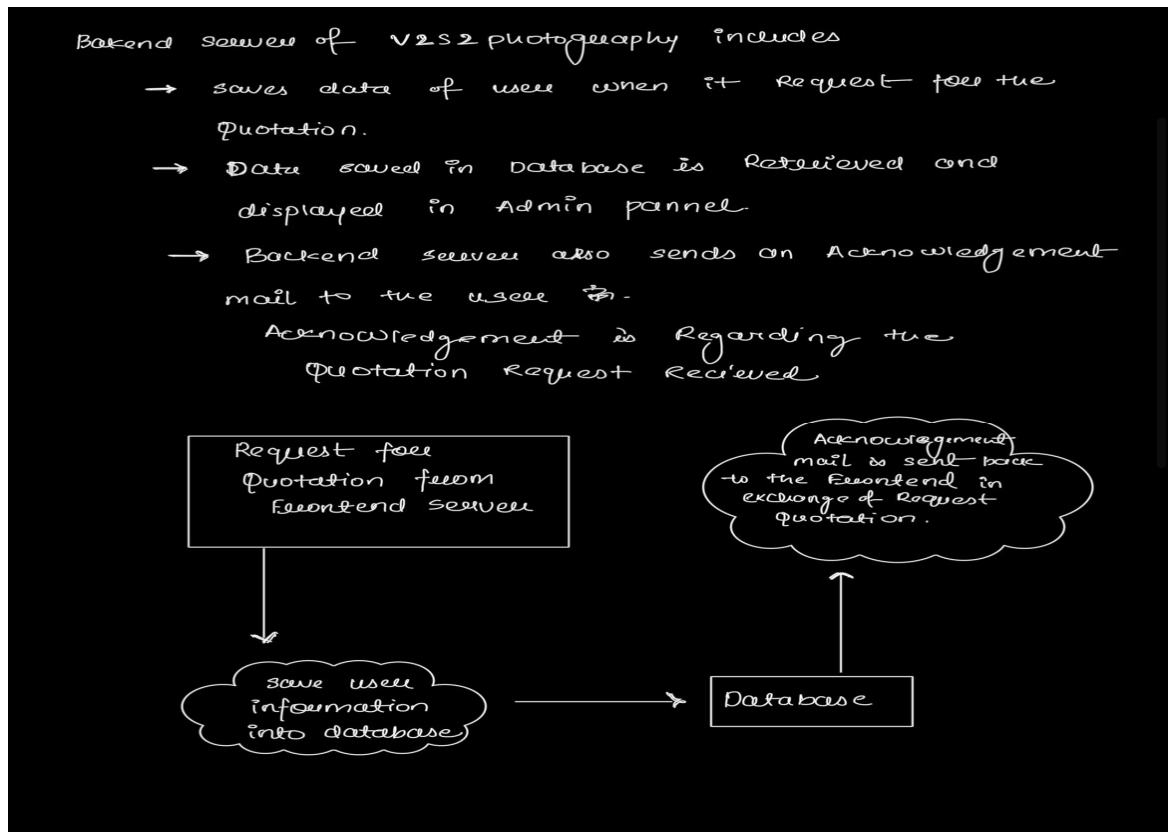 Bakend server of V2S2 photography includes
→ saves data of user when it Request for the
Quotation.
→ Data saved in Database is Retrieved and
displayed in Admin pannel.
→ Backend server also sends an Acknowledgement
mail to the user
Acknowledgement is Regarding the
Quotation Request Recieved
Request for
Quotation from
Frontend server
Acknowlegement
mail is sent back
to the Frontend in
exchange of Request
Quotation.
save user
information
into database
Database